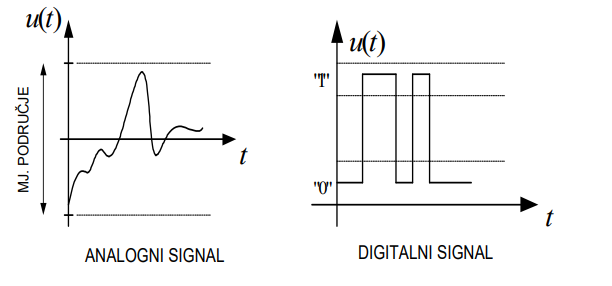 u(t)
MJ. PODRUČJE
t
ANALOGNI SIGNAL
u(t)
"1"
"0"
t
DIGITALNI SIGNAL